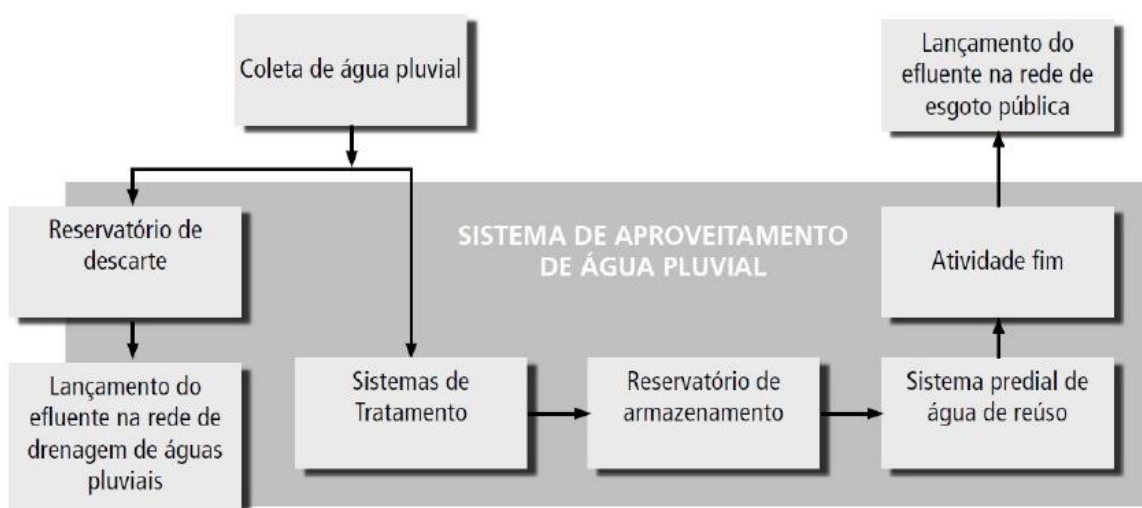 Coleta de água pluvial
Lançamento do
efluente na rede de
esgoto pública
Reservatório de
descarte
SISTEMA DE APROVEITAMENTO
DE ÁGUA PLUVIAL
Atividade fim
Lançamento do
efluente na rede de
drenagem de águas
pluviais
Sistemas de
Tratamento
Reservatório de
armazenamento
Sistema predial de
água de reúso